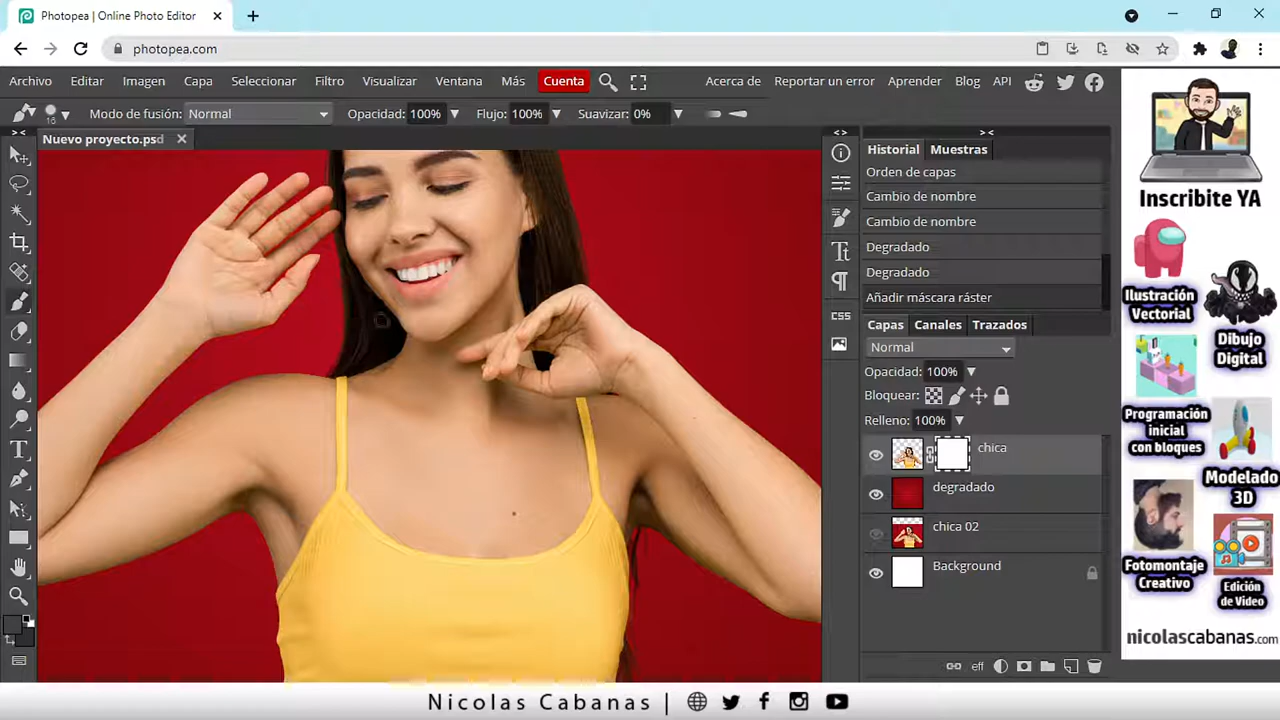 Photopea | Online Photo Editor
photopea.com
Archivo Editar Imagen Capa Seleccionar Filtro Visualizar Ventana Más Cuenta Acerca de Reportar un error Aprender Blog API
16 Modo de fusión: Normal Opacidad: 100% Flujo: 100% Suavizar: 0%
Nuevo proyecto.psd
Historial Muestras
Orden de capas
Cambio de nombre
Cambio de nombre
Degradado
Degradado
Añadir máscara ráster
CSS
Capas Canales Trazados
Normal
Opacidad: 100%
Bloquear:
Relleno: 100%
chica
degradado
chica 02
Background
eff
Inscribite YA
Ilustración
Vectorial
Dibujo
Digital
Programación
inicial
con bloques
Modelado
3D
Fotomontaje
Creativo
Edición
de Video
nicolascabanas.com
Nicolas Cabanas |